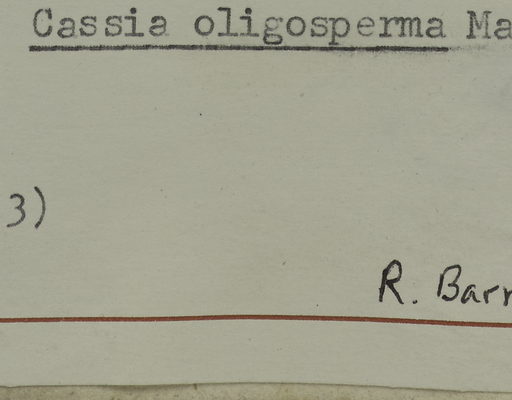 Cassia oligosperma Ma
3)
R. Barr